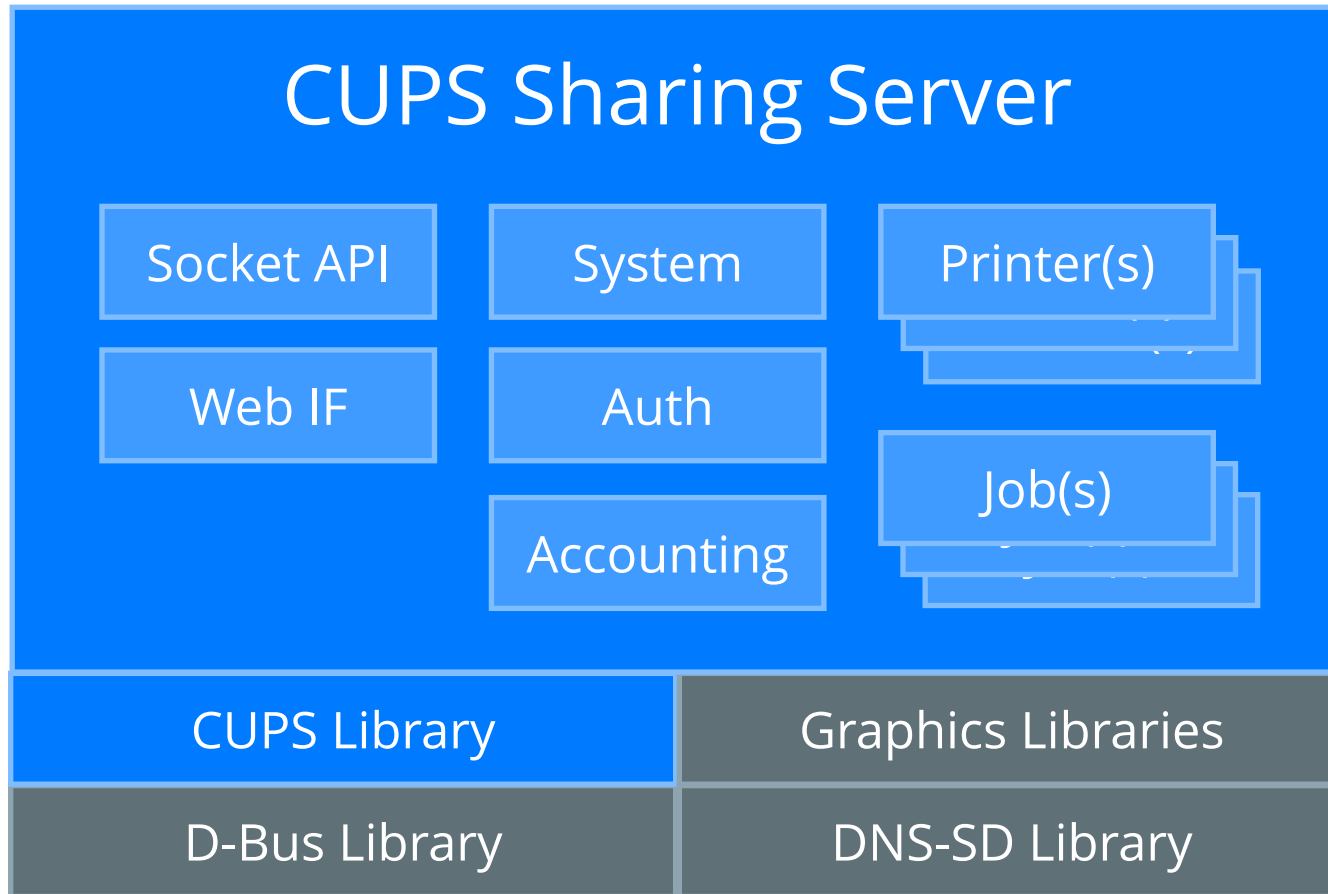 CUPS Sharing Server
Socket API
System
Printer(s)
Web IF
Auth
Job(s)
Accounting
CUPS Library
Graphics Libraries
D-Bus Library
DNS-SD Library